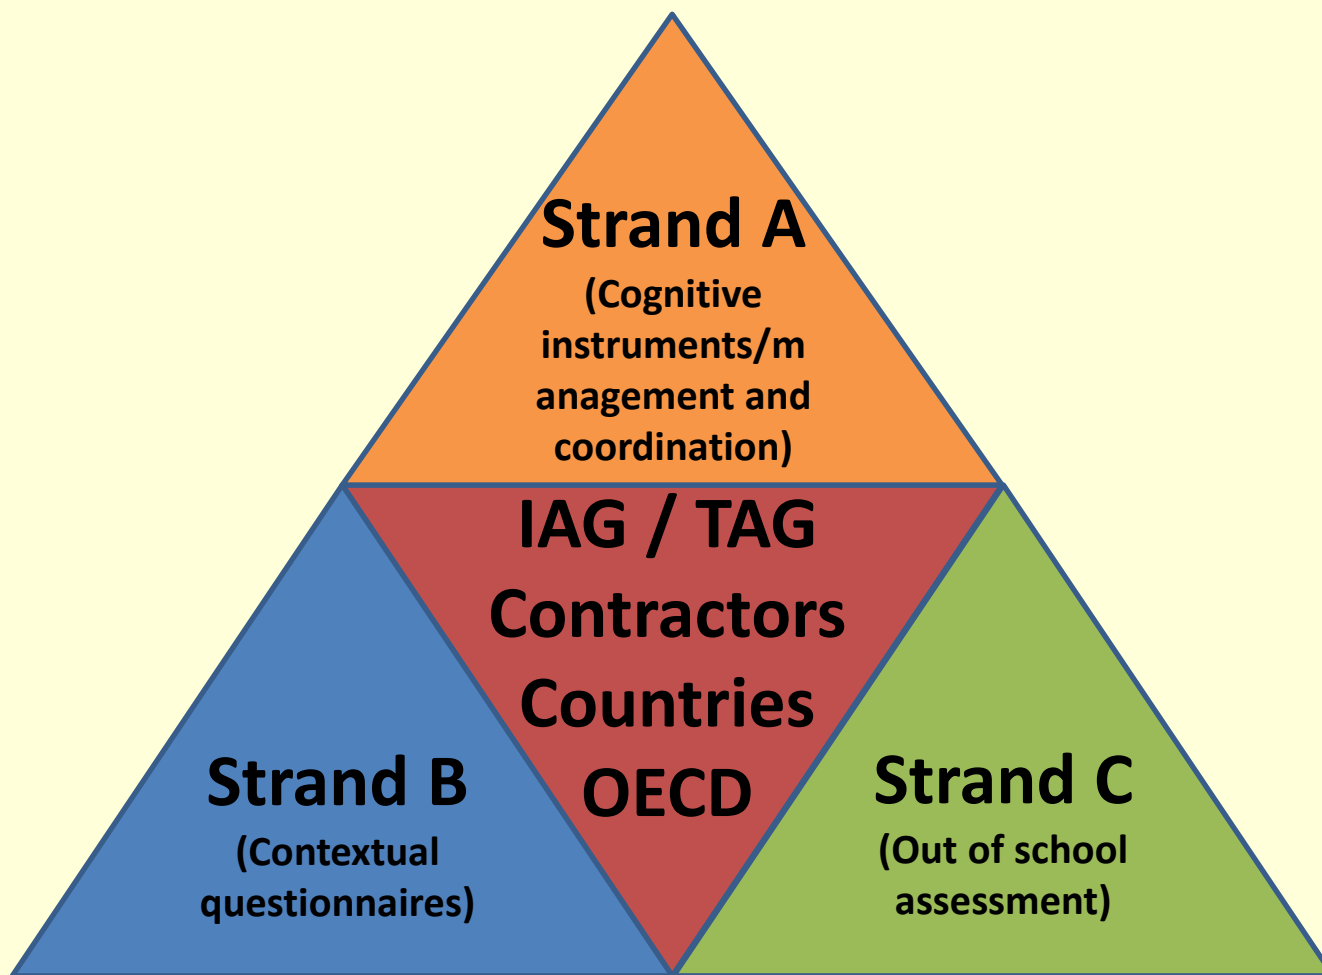 Strand A
(Cognitive
instruments/m
anagement and
coordination)
IAG / TAG
Contractors
Countries
OECD
Strand B
(Contextual
questionnaires)
Strand C
(Out of school
assessment)